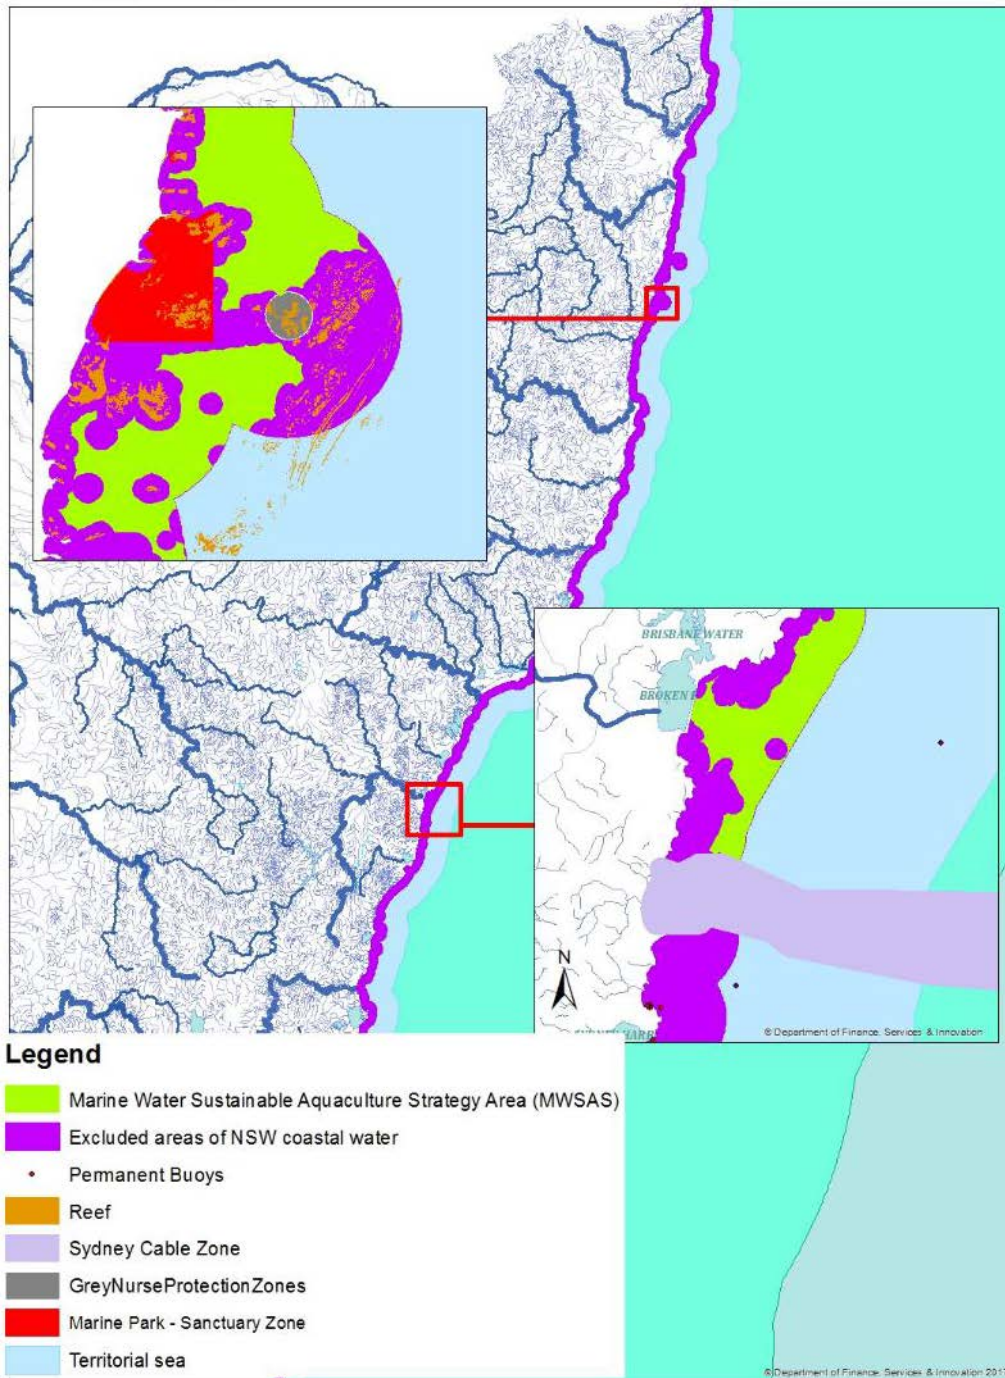 BRISBANE WATER
BROKEN
N
© Department of Finance, Services & Innovation
Legend
Marine Water Sustainable Aquaculture Strategy Area (MWSAS)
Excluded areas of NSW coastal water
Permanent Buoys
Reef
Sydney Cable Zone
GreyNurseProtectionZones
Marine Park - Sanctuary Zone
Territorial sea
© Department of Finance, Services & Innovation 2017